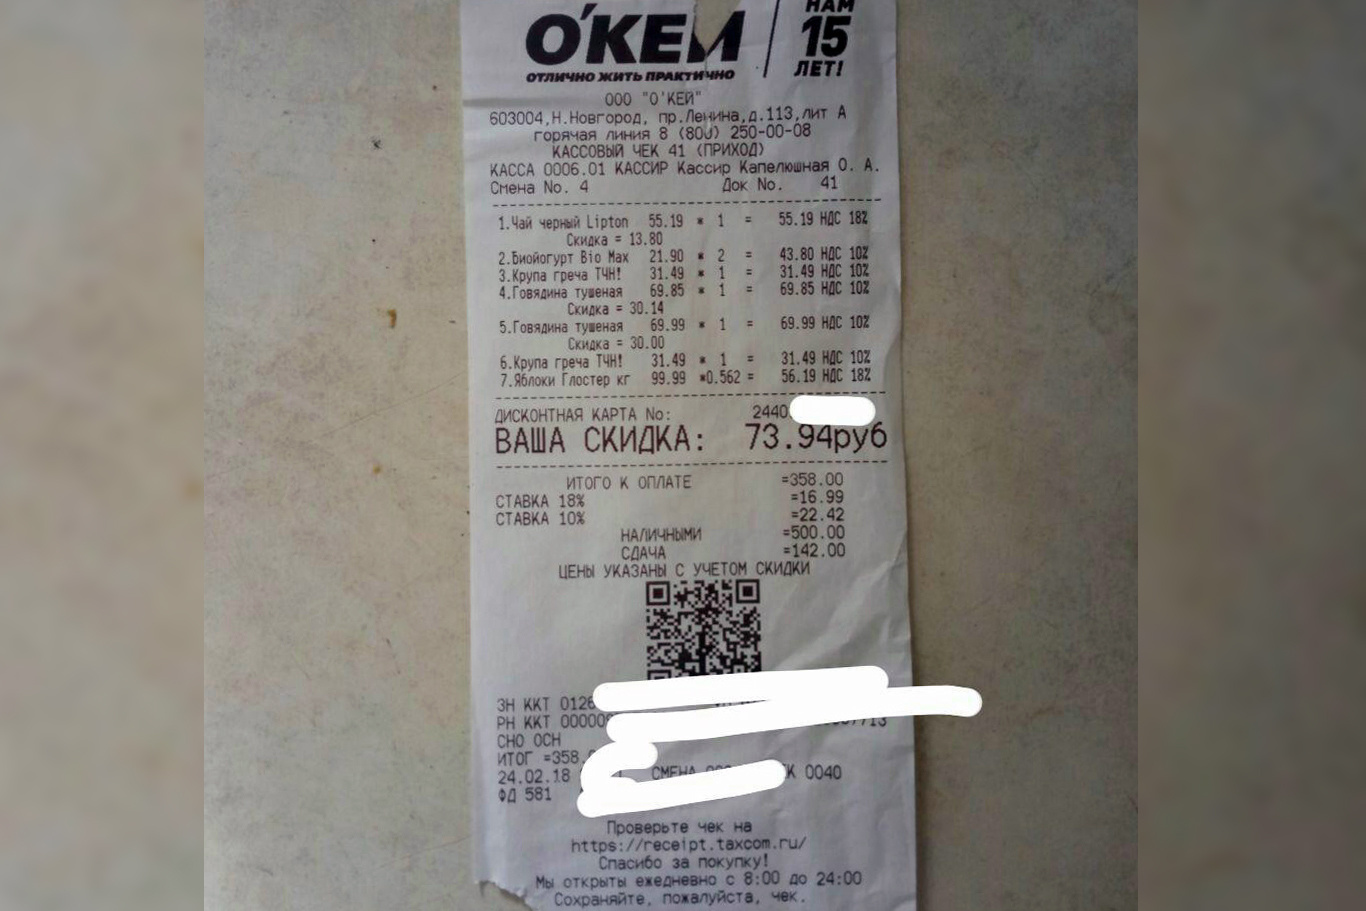 О'КЕЙ
ОТЛИЧНО ЖИТЬ ПРАКТИЧНО
НАМ
15
ЛЕТ!
ООО "О'КЕЙ"
603004,Н.Новгород, пр.Ленина,д.113,лит А
горячая линия 8 (800) 250-00-08
КАССОВЫЙ ЧЕК 41 (ПРИХОД)
КАССА 0006.01 КАССИР Кассир Капелюшная О. А.
Смена No. 4 Док No. 41
1.Чай черный Lipton 55.19 * 1 = 55.19 НДС 18%
Скидка = 13.80
2.Биойогурт Bio Max 21.90 * 2 = 43.80 НДС 10%
3.Крупа греча ТЧН! 31.49 * 1 = 31.49 НДС 10%
4.Говядина тушеная 69.85 * 1 = 69.85 НДС 10%
Скидка = 30.14
5.Говядина тушеная 69.99 * 1 = 69.99 НДС 10%
Скидка = 30.00
6.Крупа греча ТЧН! 31.49 * 1 = 31.49 НДС 10%
7.Яблоки Глостер кг 99.99 *0.562 = 56.19 НДС 18%
ДИСКОНТНАЯ КАРТА No: 2440
ВАША СКИДКА: 73.94руб
ИТОГО К ОПЛАТЕ =358.00
СТАВКА 18% =16.99
СТАВКА 10% =22.42
НАЛИЧНЫМИ =500.00
СДАЧА =142.00
ЦЕНЫ УКАЗАНЫ С УЧЕТОМ СКИДКИ
ЗН ККТ 0126
РН ККТ 00000
СНО ОСН
ИТОГ =358.
24.02.18 СМЕНА ЧЕК 0040
ФД 581
Проверьте чек на
https://receipt.taxcom.ru/
Спасибо за покупку!
Мы открыты ежедневно с 8:00 до 24:00
Сохраняйте, пожалуйста, чек.